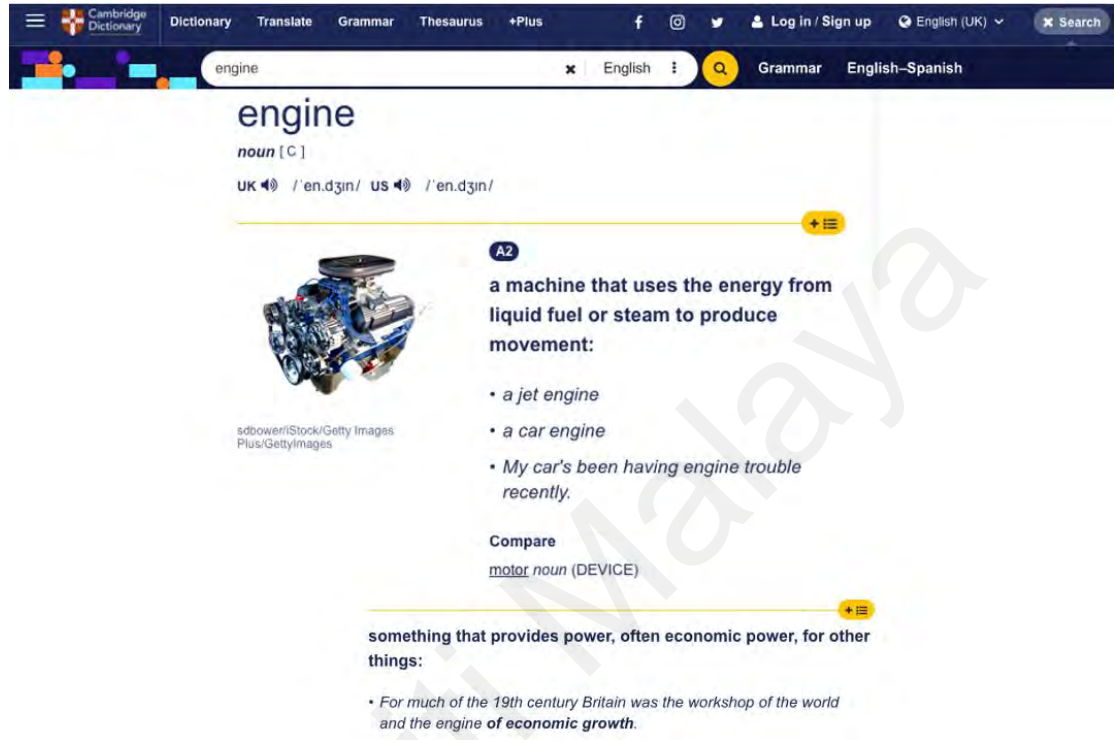 Cambridge
Dictionary
Dictionary Translate Grammar Thesaurus +Plus Log in / Sign up English (UK) Search
engine English Grammar English–Spanish
engine
noun [ C ]
UK /ˈen.dʒɪn/ US /ˈen.dʒɪn/
A2
a machine that uses the energy from
liquid fuel or steam to produce
movement:
• a jet engine
• a car engine
• My car's been having engine trouble
recently.
sdbower/iStock/Getty Images
Plus/GettyImages
Compare
motor noun (DEVICE)
something that provides power, often economic power, for other
things:
• For much of the 19th century Britain was the workshop of the world
and the engine of economic growth.
Malaya